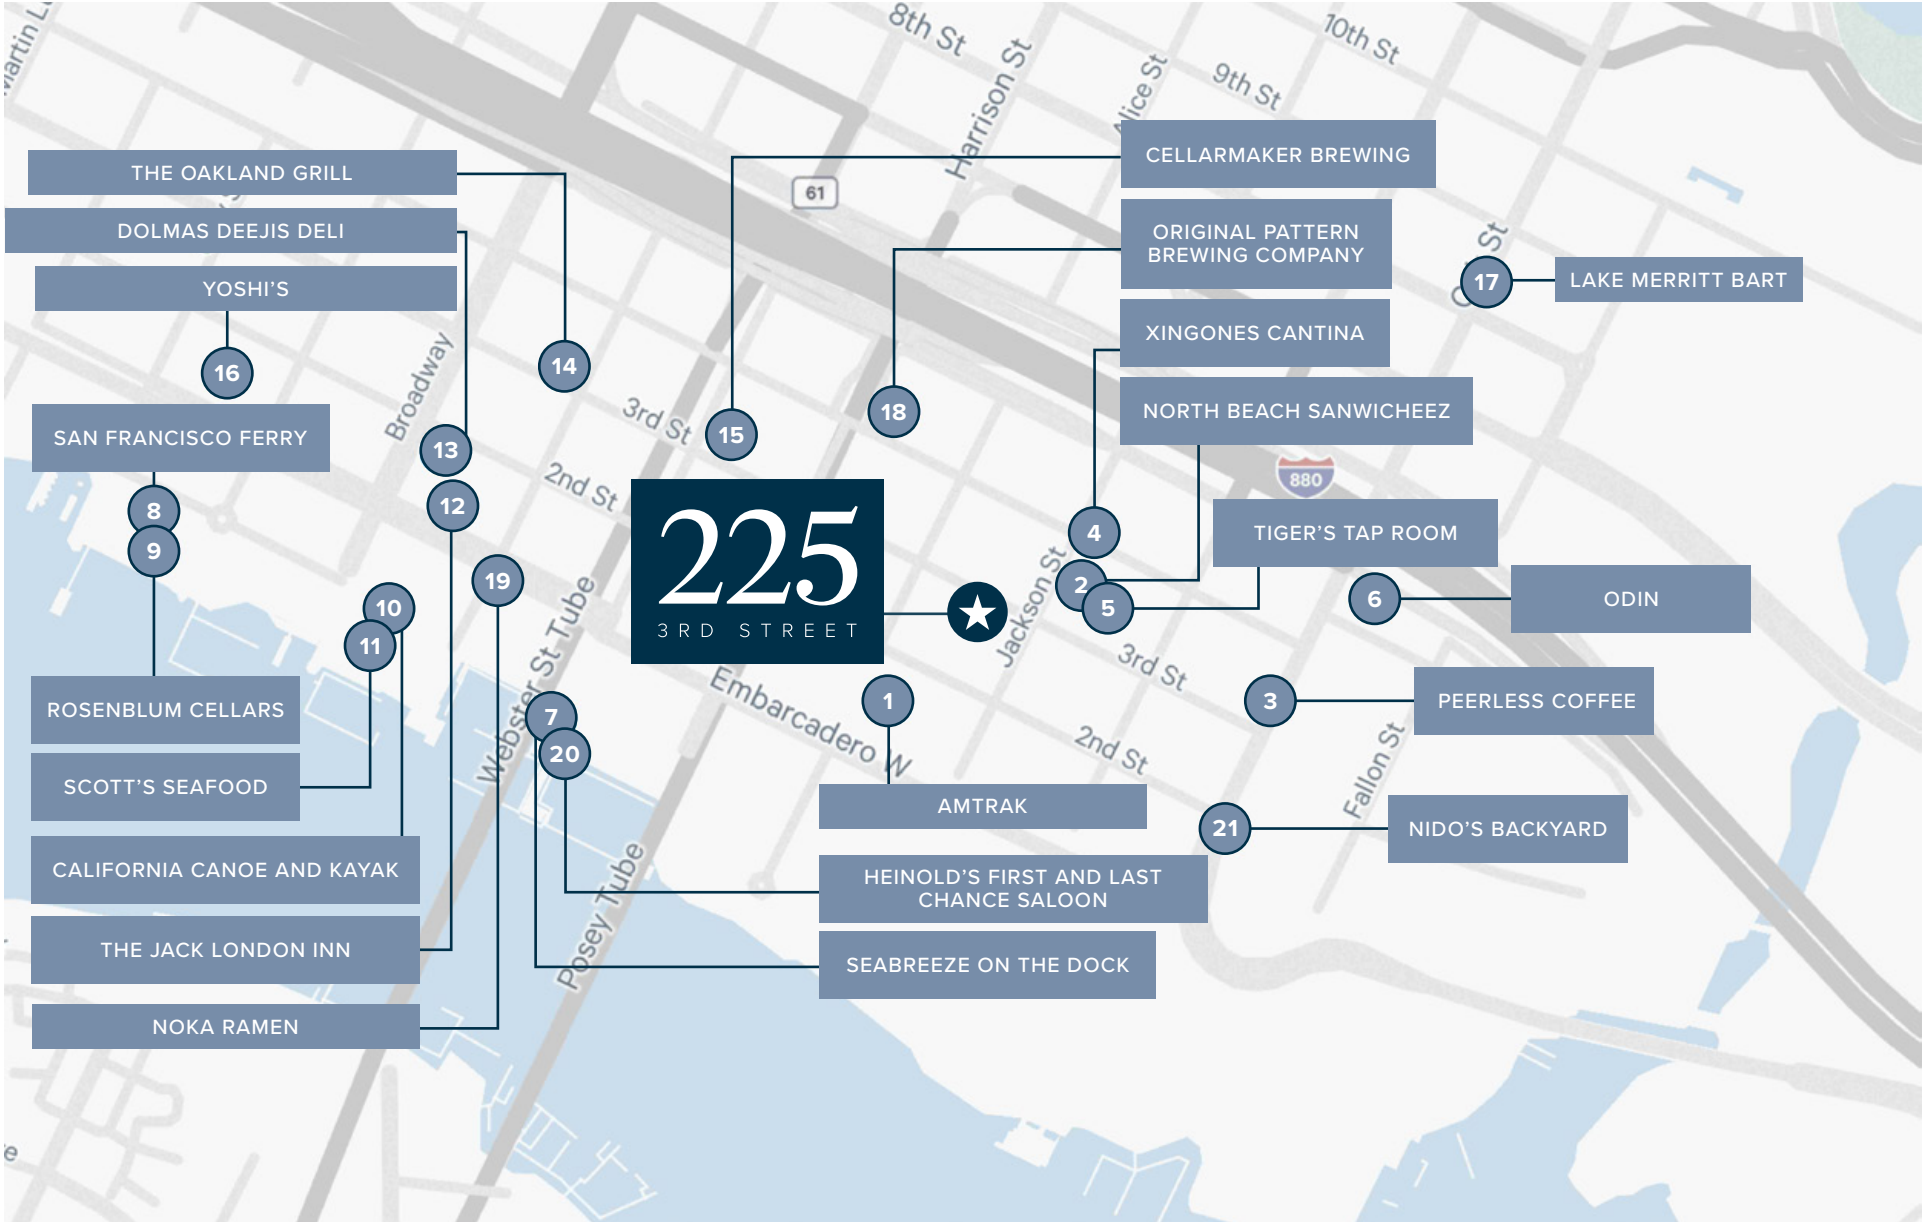 Martin L
8th St
Harrison St
Alice St
10th St
9th St
THE OAKLAND GRILL
DOLMAS DEEJIS DELI
YOSHI'S
16
SAN FRANCISCO FERRY
8
9
Broadway
13
12
14
61
CELLARMAKER BREWING
ORIGINAL PATTERN
BREWING COMPANY
XINGONES CANTINA
NORTH BEACH SANWICHEEZ
St
17
LAKE MERRITT BART
3rd St
15
18
2nd St
225
3RD STREET
880
TIGER'S TAP ROOM
4
2
5
6
ODIN
Jackson St
3rd St
3
PEERLESS COFFEE
19
10
11
Webster St Tube
7
20
Embarcadero W
1
AMTRAK
2nd St
Fallon St
21
NIDO'S BACKYARD
ROSENBLUM CELLARS
SCOTT'S SEAFOOD
CALIFORNIA CANOE AND KAYAK
THE JACK LONDON INN
NOKA RAMEN
Posey Tube
HEINOLD'S FIRST AND LAST
CHANCE SALOON
SEABREEZE ON THE DOCK
e